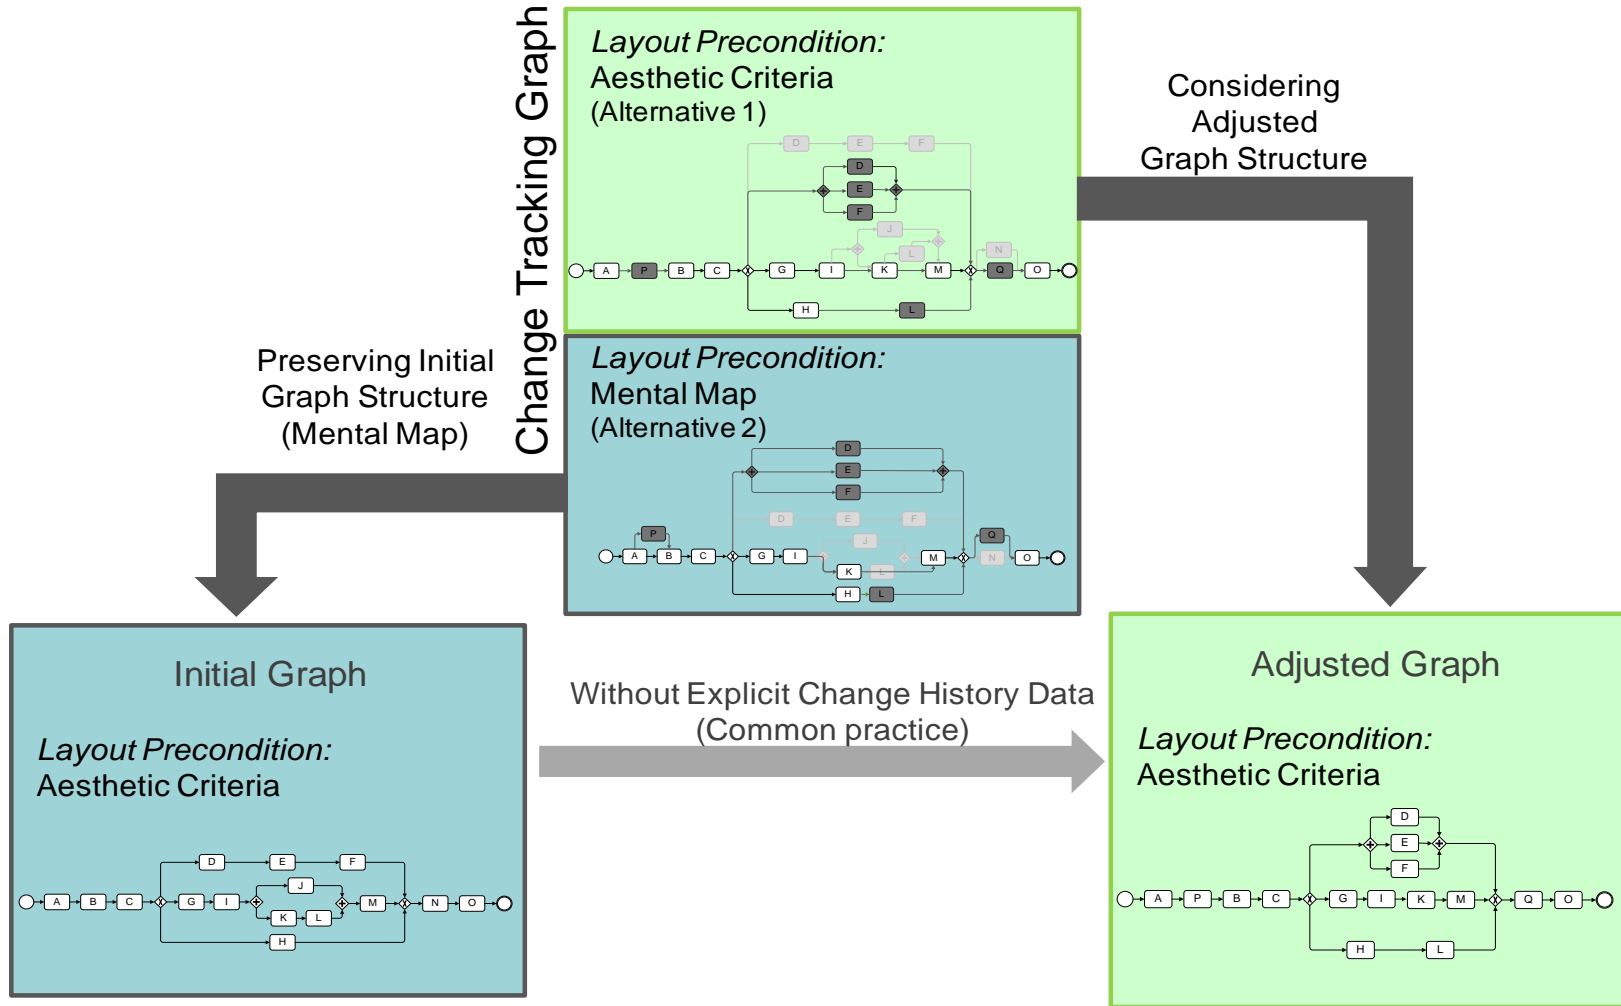 Change Tracking Graph
Layout Precondition:
Aesthetic Criteria
(Alternative 1)
D E F
D
E
F
J
L
N
A P B C X G I K M X Q O
H L
Considering
Adjusted
Graph Structure
Layout Precondition:
Mental Map
(Alternative 2)
D
E
F
D E F
P
J
Q
A B C X G I M X N O
K L
H L
Preserving Initial
Graph Structure
(Mental Map)
Initial Graph
Layout Precondition:
Aesthetic Criteria
D E F
J
A B C X G I M X N O
K L
H
Without Explicit Change History Data
(Common practice)
Adjusted Graph
Layout Precondition:
Aesthetic Criteria
D
E
F
A P B C X G I K M X Q O
H L